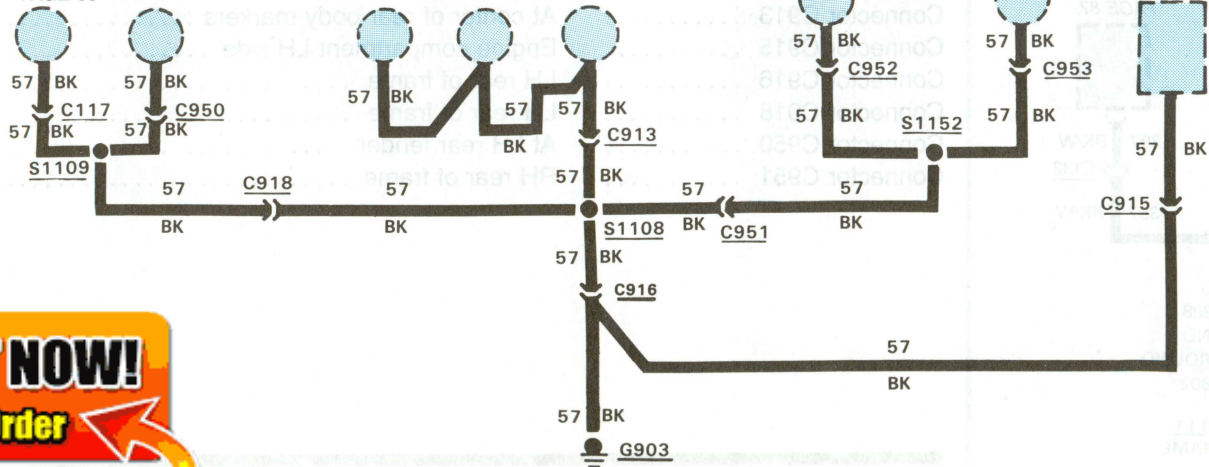 57 BK 57 BK 57 BK 57 BK 57 BK 57 BK
C117 C950 C952 C953
57 BK 57 BK 57 BK 57 BK 57 BK
BK C913 S1152 57 BK
S1109
57 BK
57 C918 57 57 57 C915
BK BK S1108 BK C951 BK
57 BK
C916
57
BK
NOW!
rder
57 BK
G903
Connector C913 At center of rear body markers
Connector C915 Engine compartment LH side
Connector C916 LH rear of frame
Connector C918 LH rear of frame
Connector C950 At LH rear fender
Connector C951 RH rear of frame